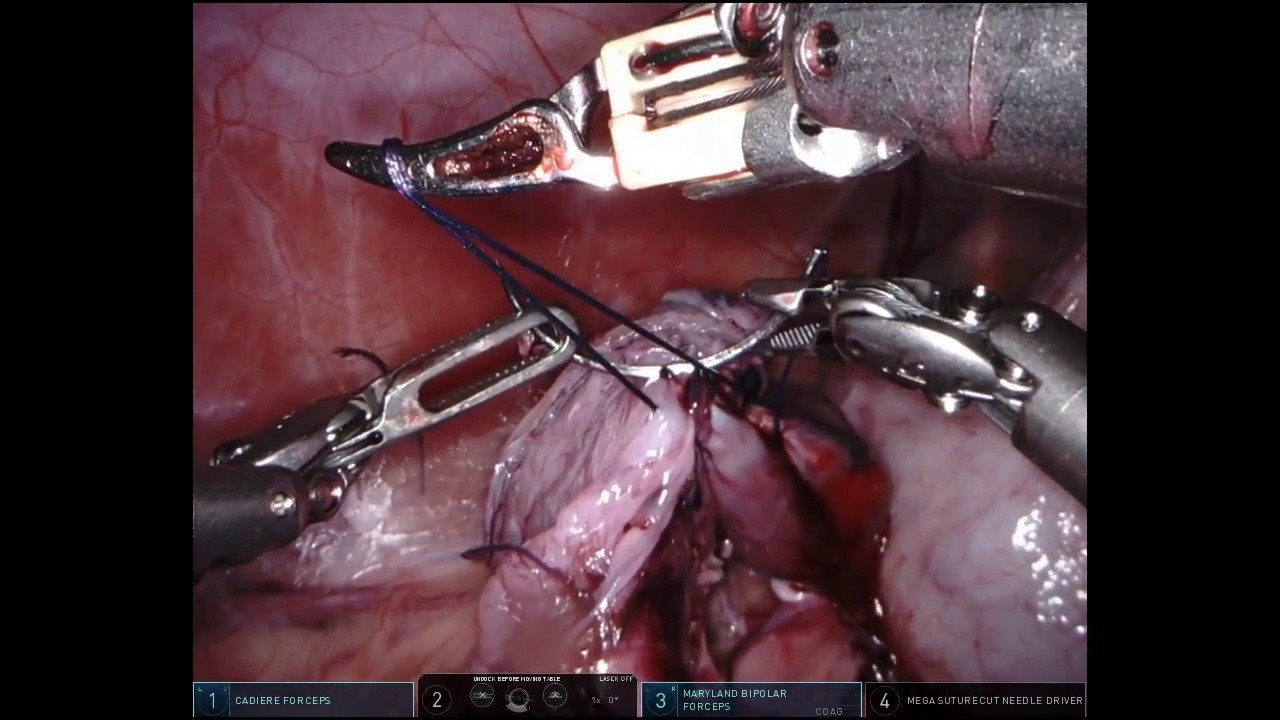 UNDOCK BEFORE MOVING TABLE
LASER OFF
1 CADIERE FORCEPS
2
1x 0°
3 MARYLAND BIPOLAR
FORCEPS
COAG
4 MEGA SUTURECUT NEEDLE DRIVER